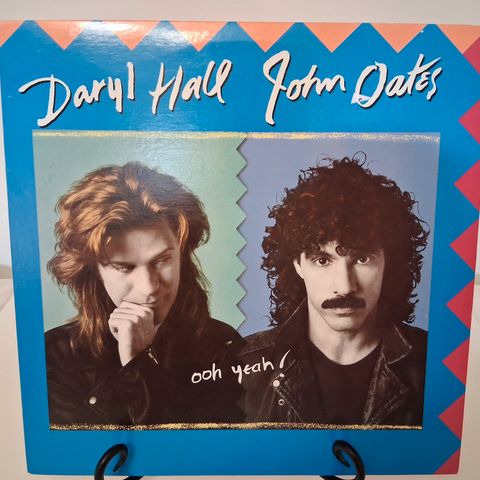 Daryl Hall John Oates
ooh yeah!